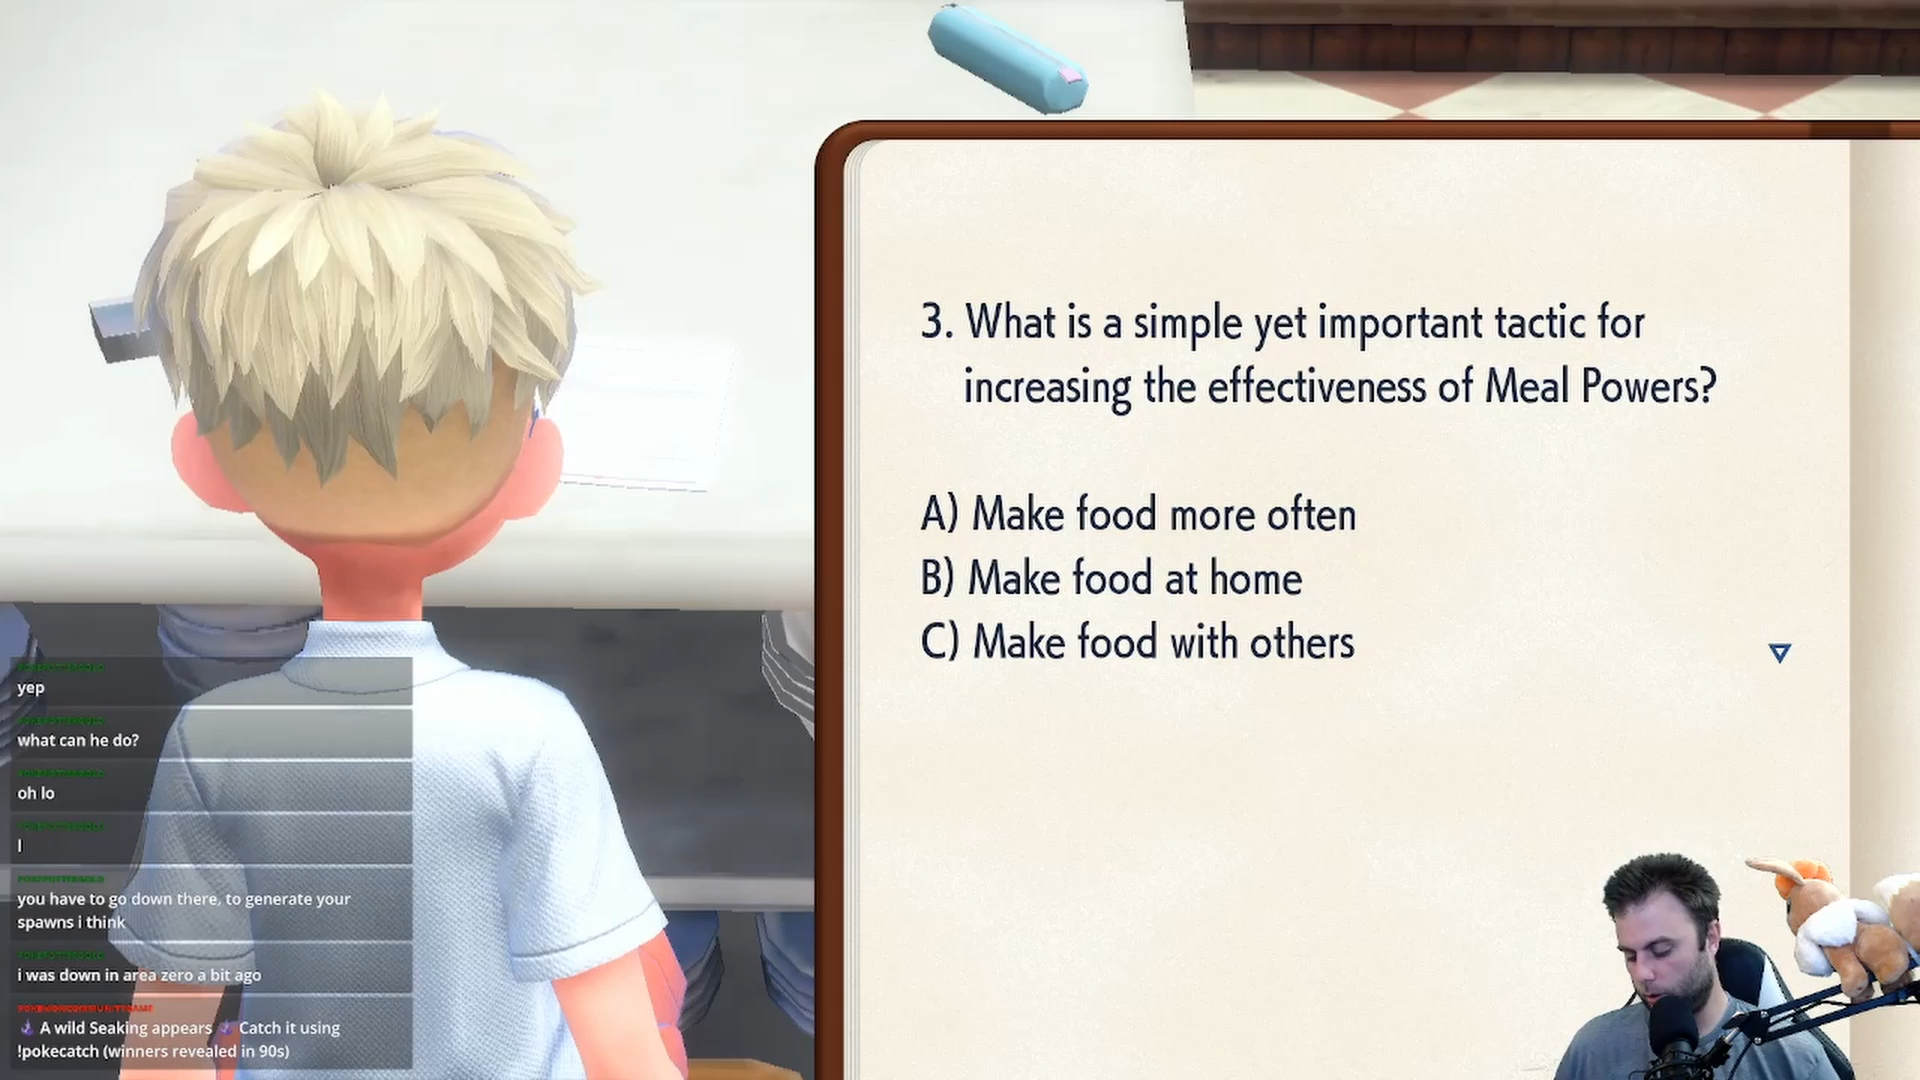 3. What is a simple yet important tactic for
increasing the effectiveness of Meal Powers?
A) Make food more often
B) Make food at home
C) Make food with others
yep
what can he do?
oh lo
l
you have to go down there, to generate your
spawns i think
i was down in area zero a bit ago
A wild Seaking appears Catch it using
!pokecatch (winners revealed in 90s)